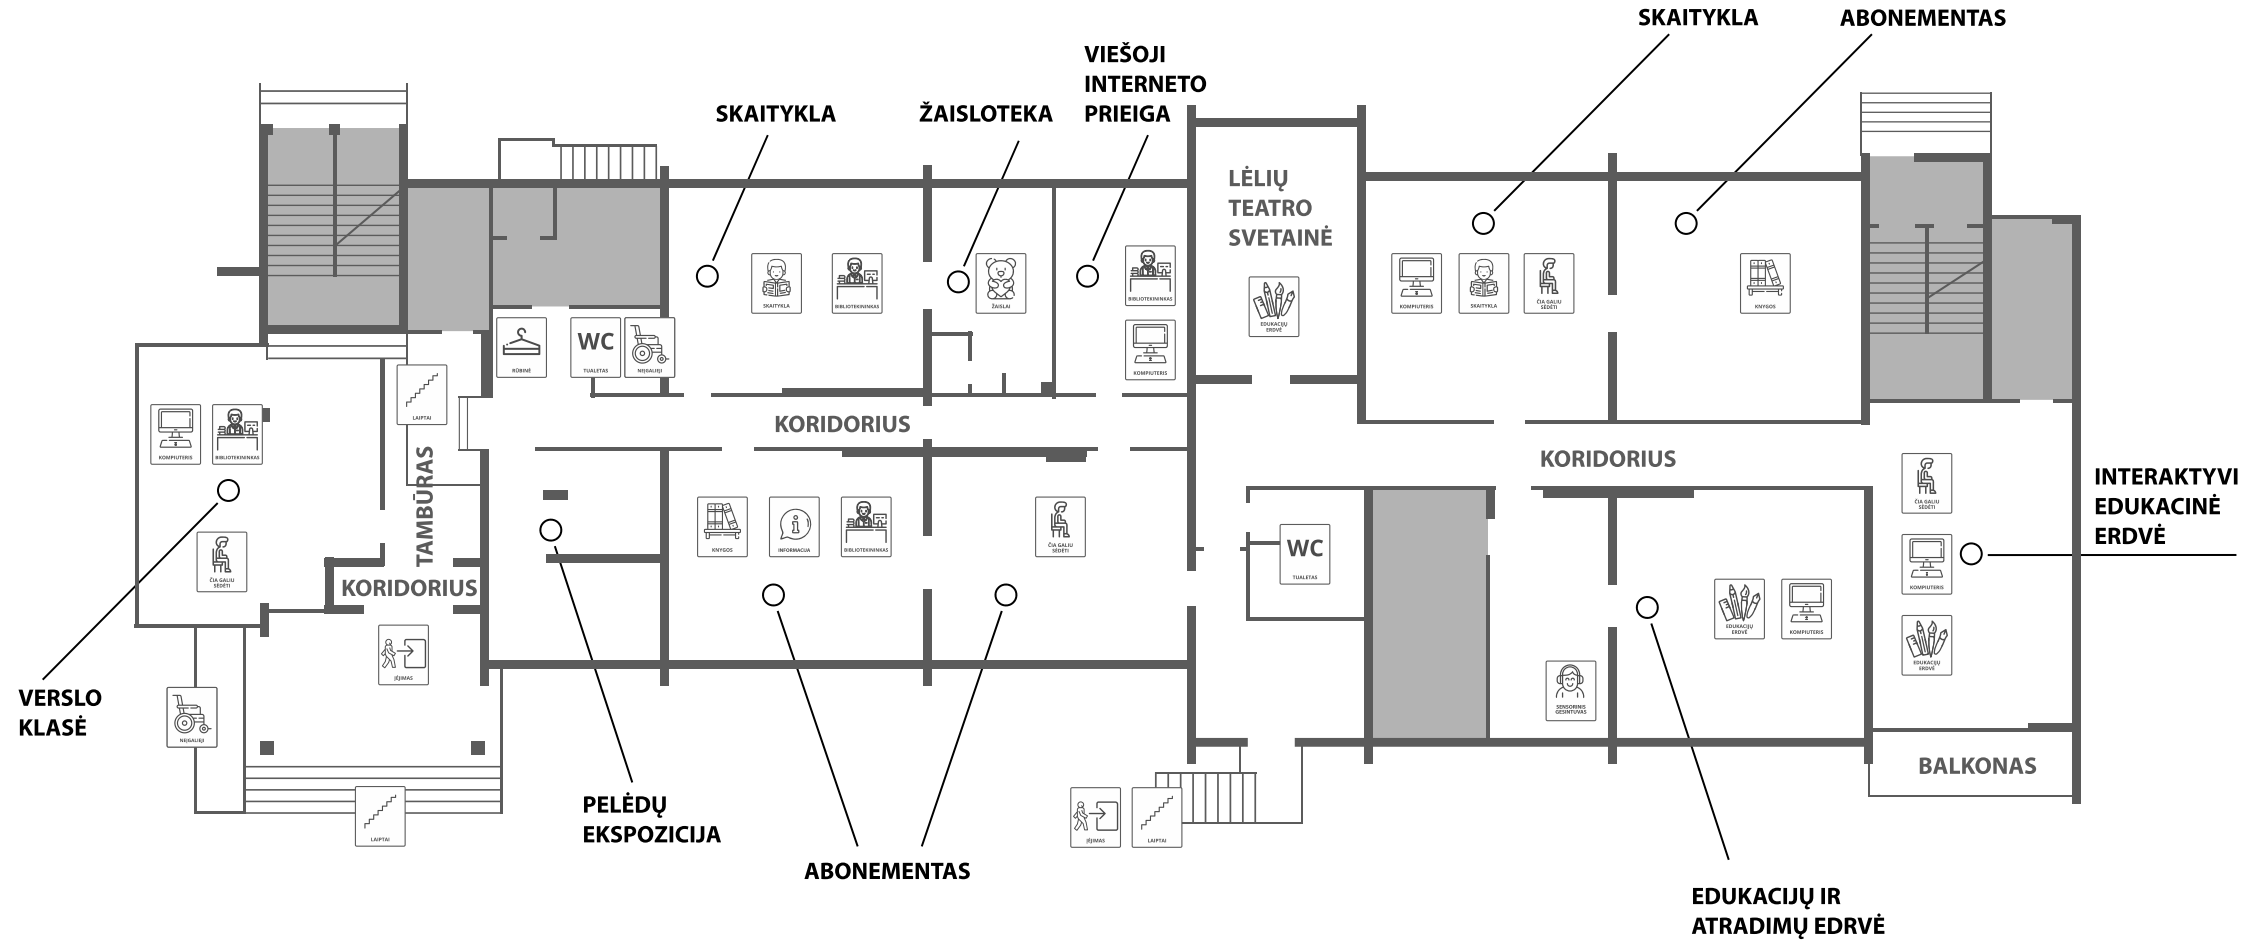 SKAITYKLA
ABONEMENTAS
VIEŠOJI
INTERNETO
PRIEIGA
SKAITYKLA
ŽAISLOTEKA
LĖLIŲ
TEATRO
SVETAINĖ
EDUKACIJŲ
ERDVĖ
SKAITYKLA
BIBLIOTEKININKAS
ŽAISLAI
BIBLIOTEKININKAS
KOMPIUTERIS
KOMPIUTERIS
SKAITYKLA
ČIA GALIU
SĖDĖTI
KNYGOS
RŪBINĖ
WC
TUALETAS
NEĮGALIEJI
LAIPTAI
KOMPIUTERIS
BIBLIOTEKININKAS
ČIA GALIU
SĖDĖTI
TAMBŪRAS
KORIDORIUS
KORIDORIUS
KORIDORIUS
KNYGOS
INFORMACIJA
BIBLIOTEKININKAS
ČIA GALIU
SĖDĖTI
WC
TUALETAS
EDUKACIJŲ
ERDVĖ
KOMPIUTERIS
SENSORINIS
GESINTUVAS
ČIA GALIU
SĖDĖTI
KOMPIUTERIS
EDUKACIJŲ
ERDVĖ
INTERAKTYVI
EDUKACINĖ
ERDVĖ
ĮĖJIMAS
NEĮGALIEJI
LAIPTAI
VERSLO
KLASĖ
BALKONAS
PELĖDŲ
EKSPOZICIJA
ĮĖJIMAS
LAIPTAI
ABONEMENTAS
EDUKACIJŲ IR
ATRADIMŲ EDRVĖ